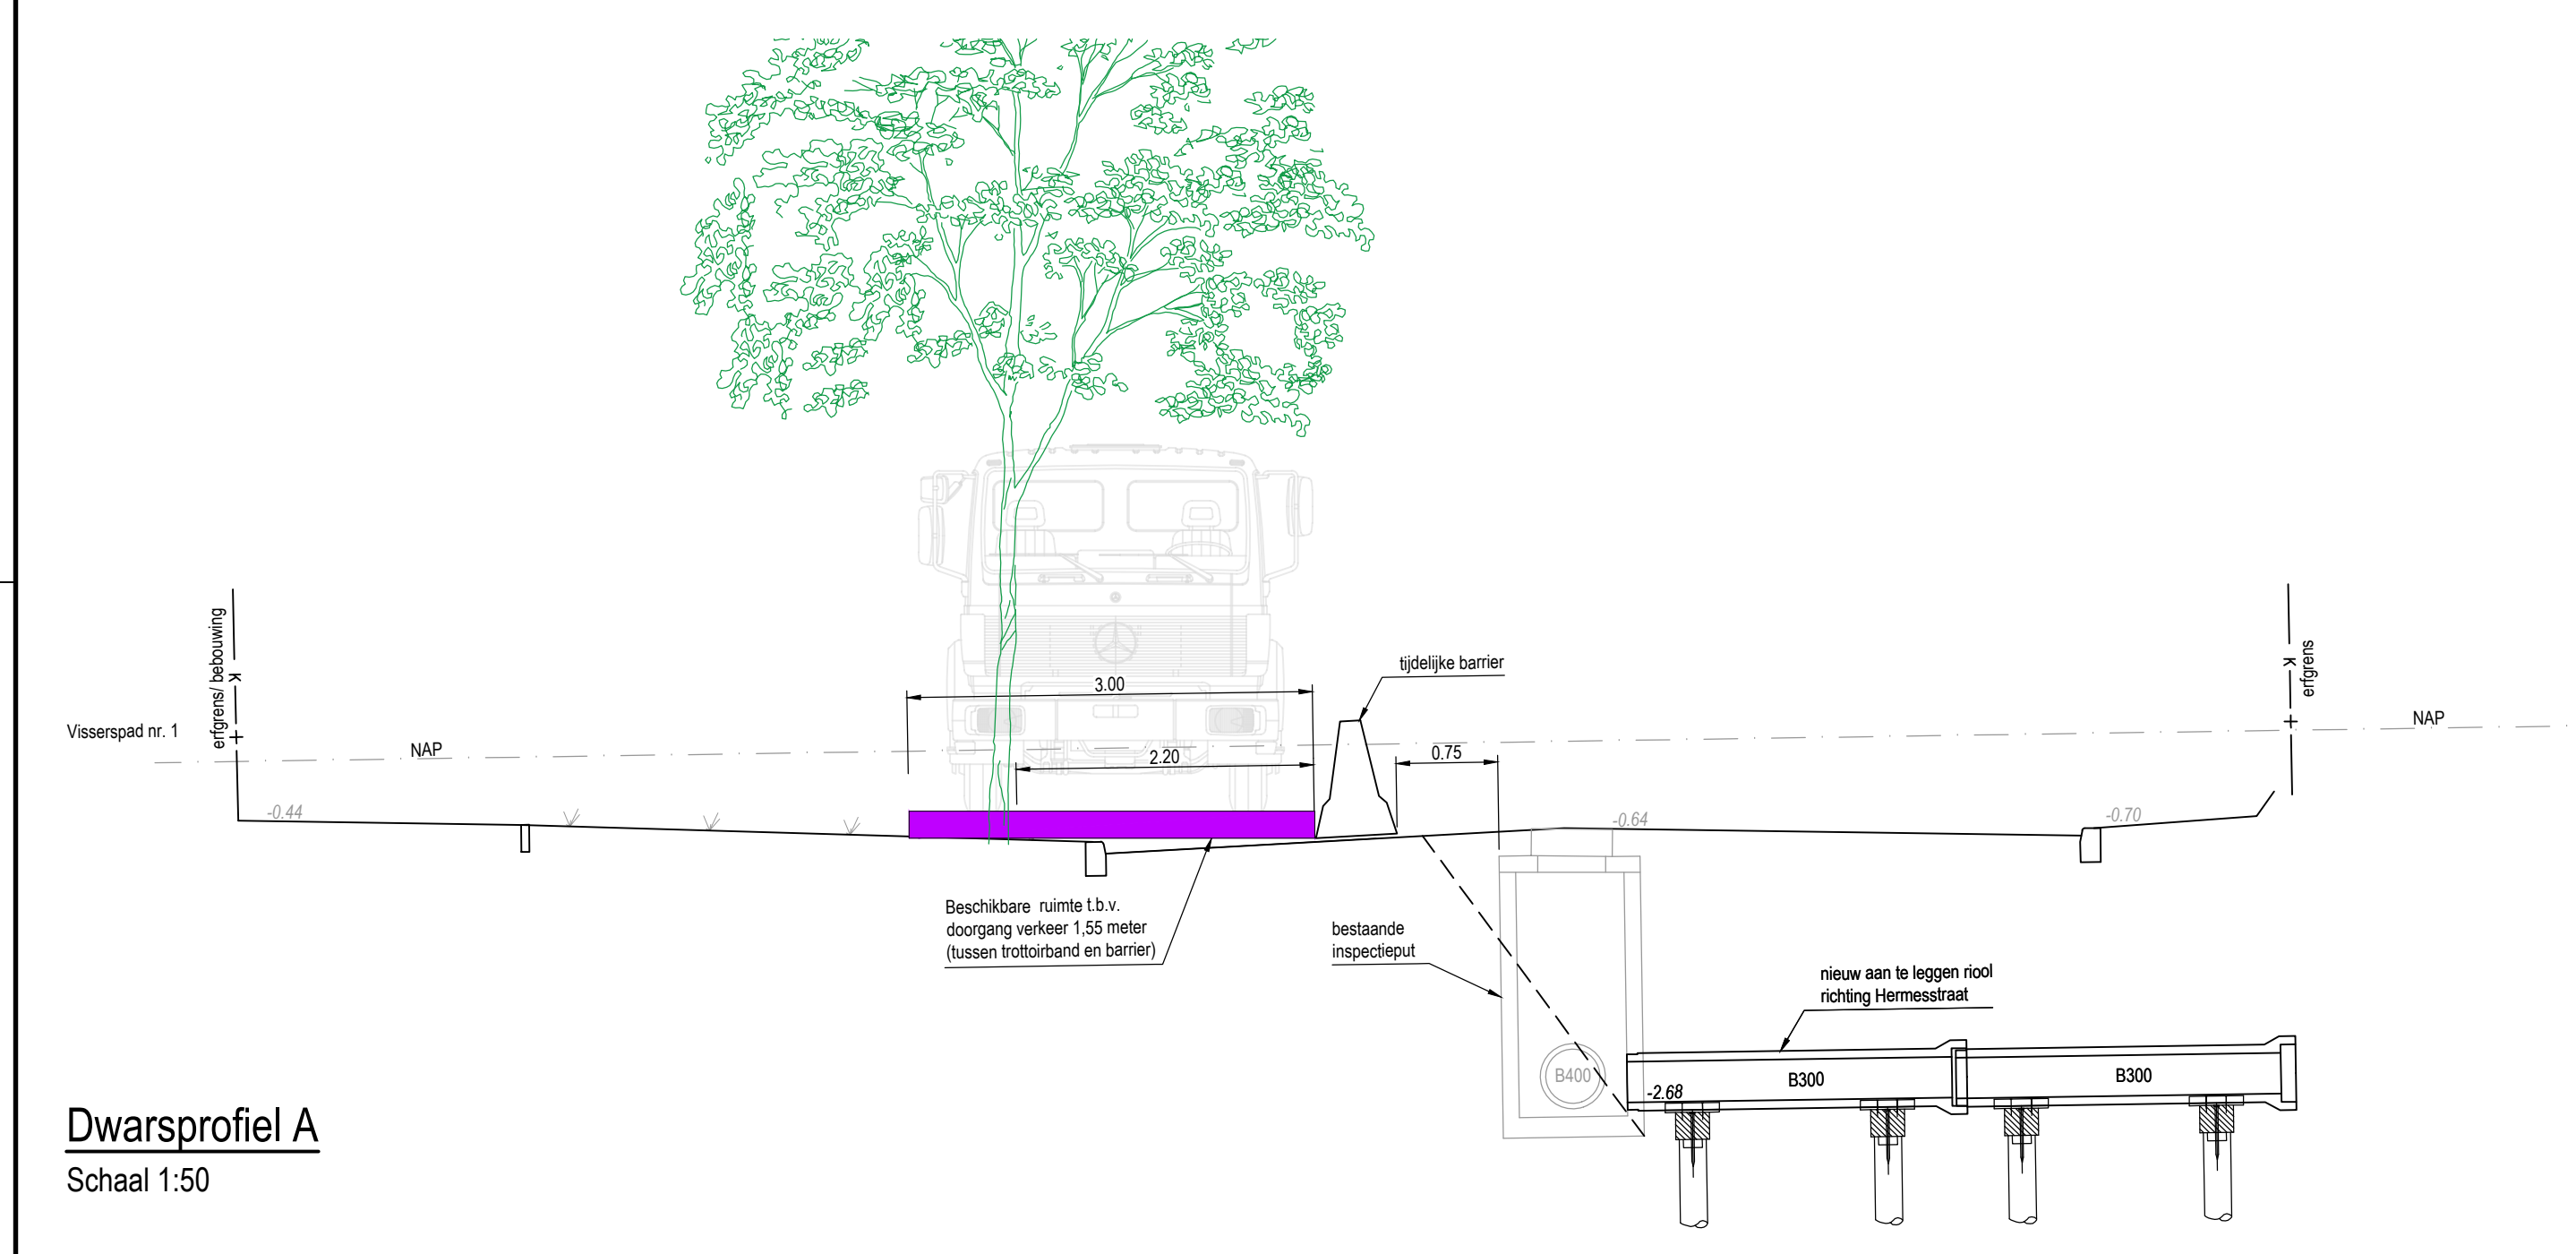 tijdelijke barrier
3.00
erfgrens/ bebouwing
K
K
erfgrens
Visserspad nr. 1
NAP
NAP
2.20
0.75
-0.44
-0.64
-0.70
Beschikbare ruimte t.b.v.
doorgang verkeer 1,55 meter
(tussen trottoirband en barrier)
bestaande
inspectieput
nieuw aan te leggen riool
richting Hermesstraat
B400
B300
B300
-2.68
Dwarsprofiel A
Schaal 1:50